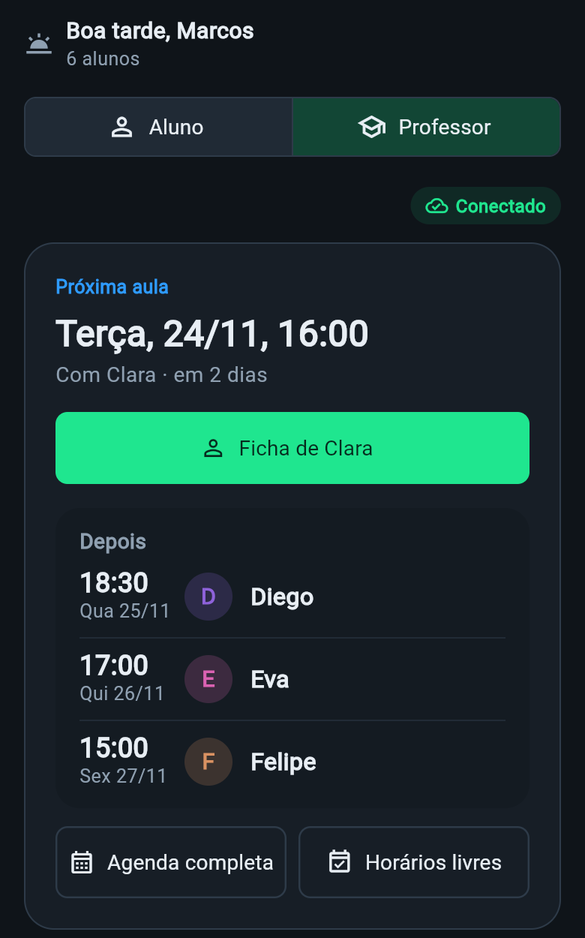 Boa tarde, Marcos
6 alunos
Aluno
Professor
Conectado
Próxima aula
Terça, 24/11, 16:00
Com Clara · em 2 dias
Ficha de Clara
Depois
18:30
Qua 25/11
D
Diego
17:00
Qui 26/11
E
Eva
15:00
Sex 27/11
F
Felipe
Agenda completa
Horários livres